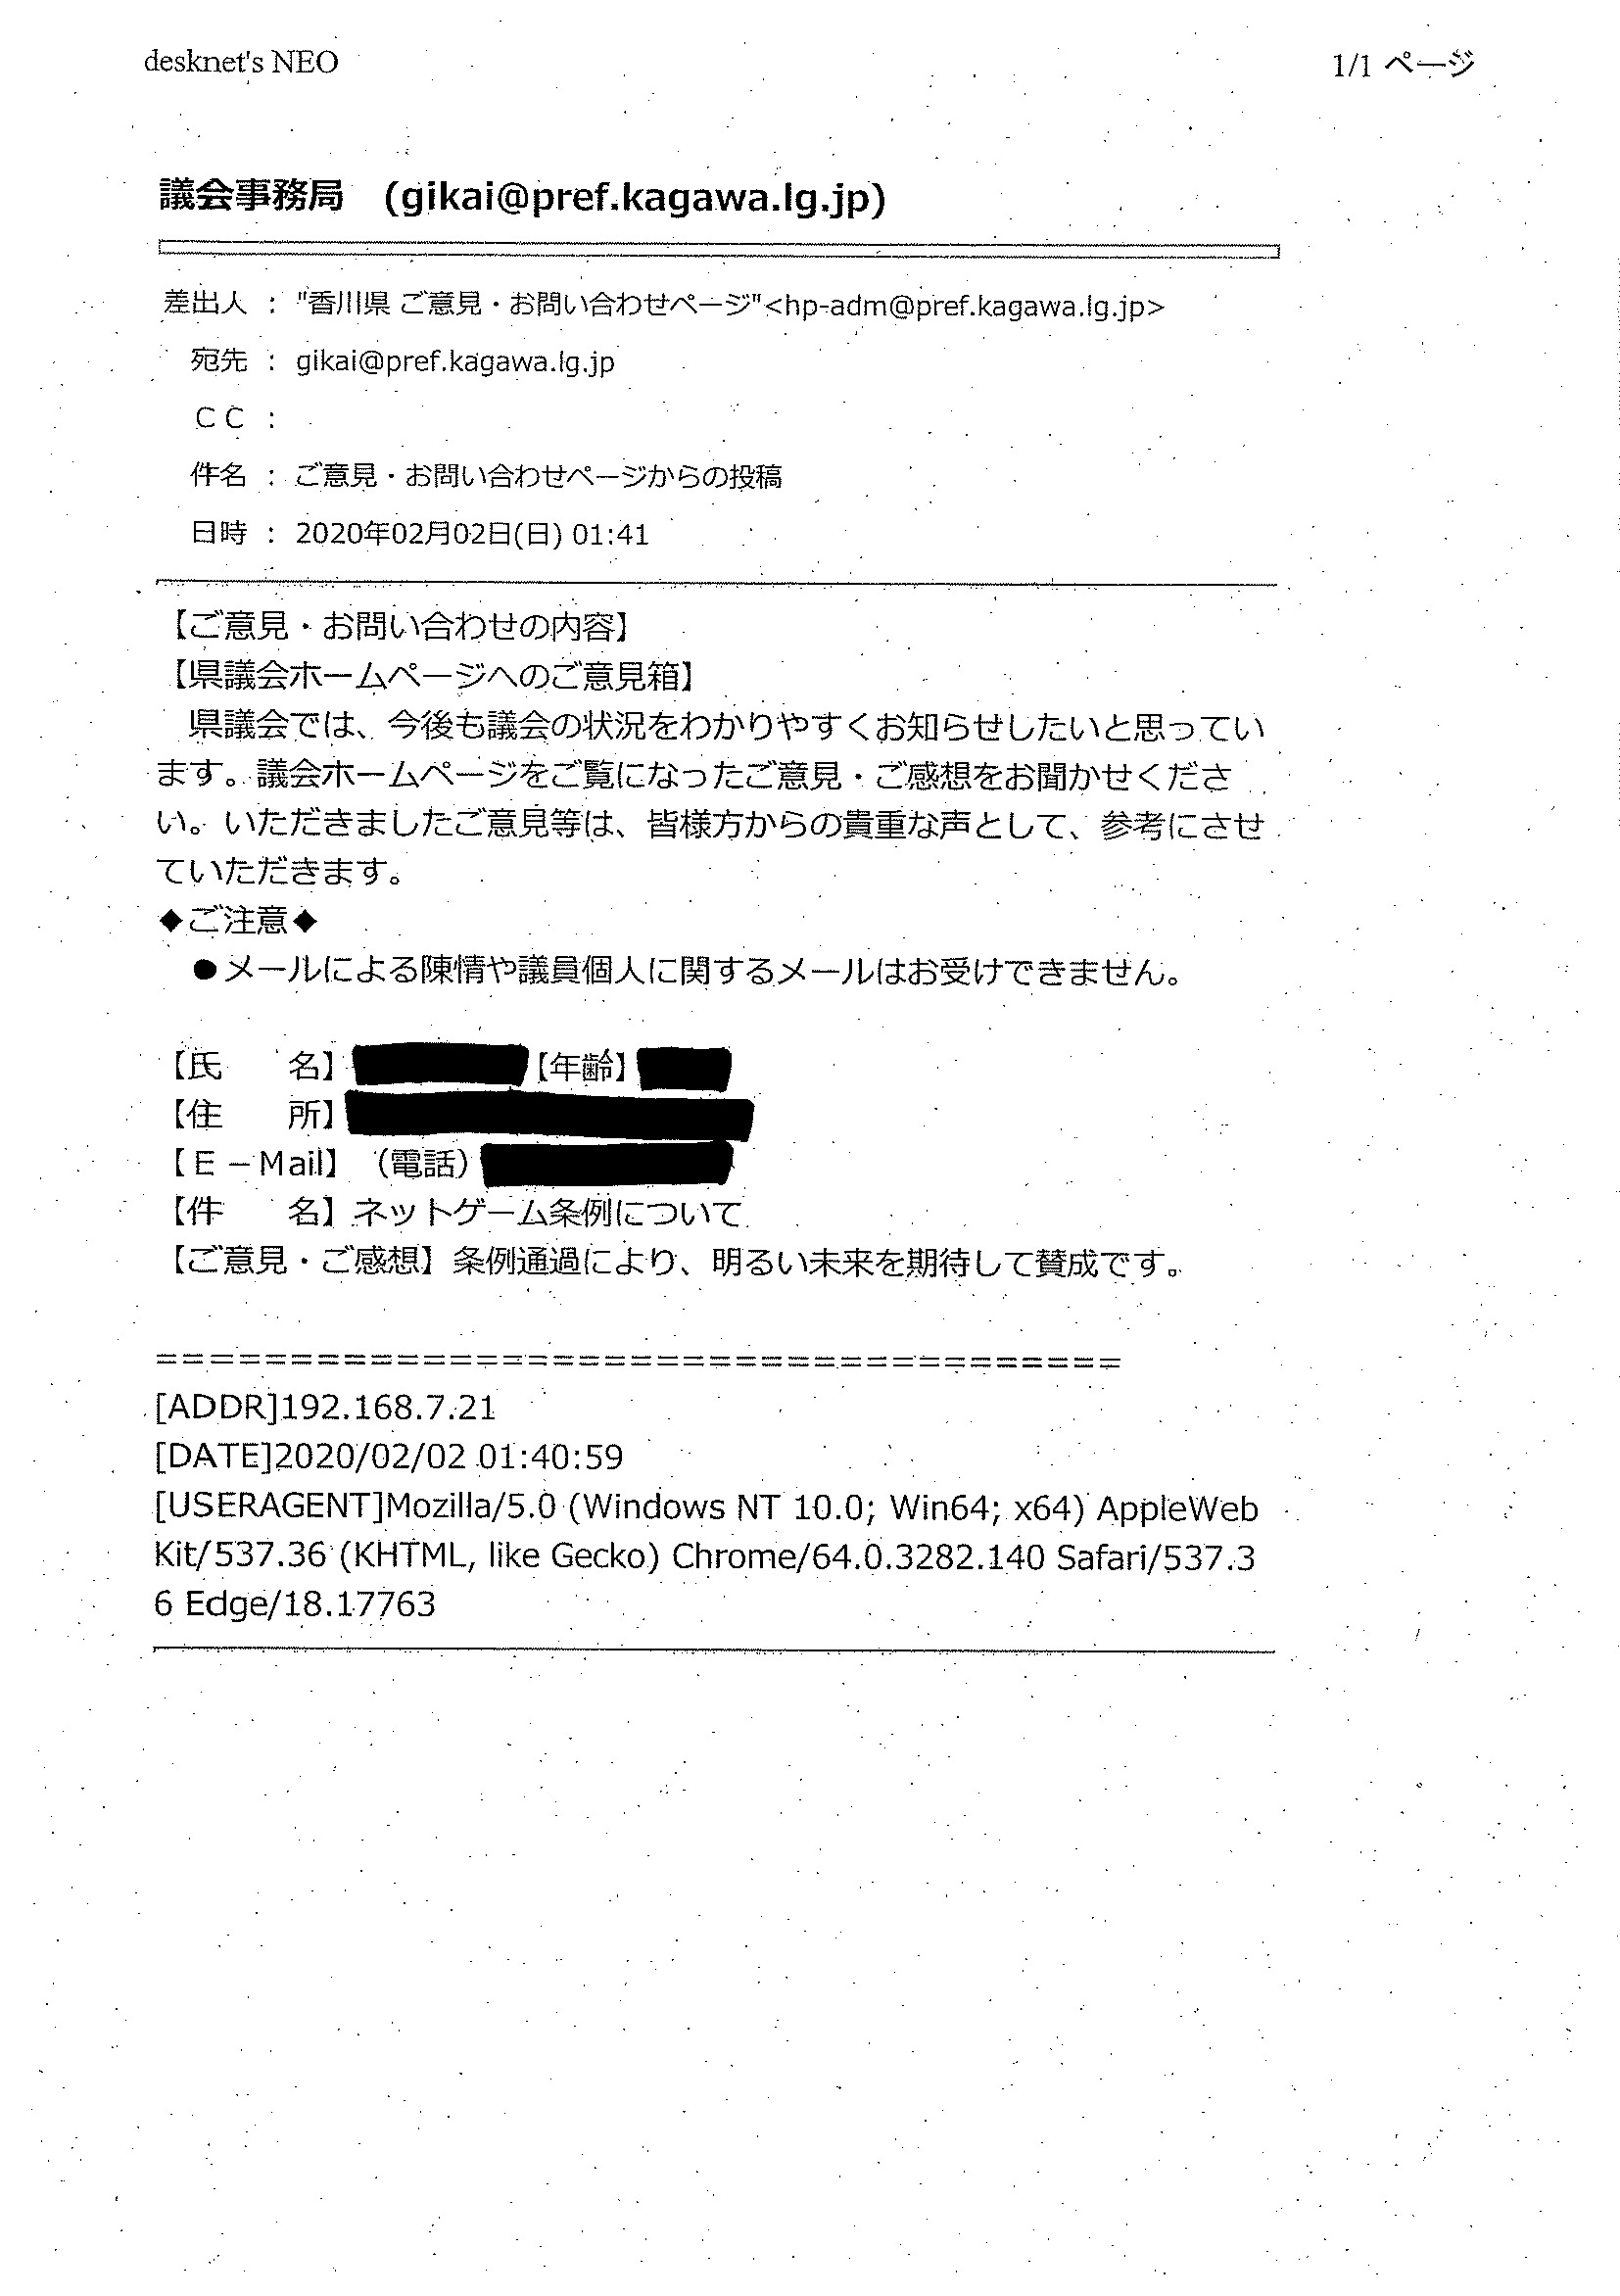 desknet's NEO
1/1 ページ
議会事務局　(gikai@pref.kagawa.lg.jp)
差出人 ： "香川県 ご意見・お問い合わせページ"<hp-adm@pref.kagawa.lg.jp>
宛先 ： gikai@pref.kagawa.lg.jp
ＣＣ ：
件名 ： ご意見・お問い合わせページからの投稿
日時 ： 2020年02月02日(日) 01:41
【ご意見・お問い合わせの内容】
【県議会ホームページへのご意見箱】
　県議会では、今後も議会の状況をわかりやすくお知らせしたいと思ってい
ます。議会ホームページをご覧になったご意見・ご感想をお聞かせくださ
い。いただきましたご意見等は、皆様方からの貴重な声として、参考にさせ
ていただきます。
◆ご注意◆
　●メールによる陳情や議員個人に関するメールはお受けできません。
【氏　　名】【年齢】
【住　　所】
【Ｅ－Mail】（電話）
【件　　名】ネットゲーム条例について
【ご意見・ご感想】条例通過により、明るい未来を期待して賛成です。
=====================================
[ADDR]192.168.7.21
[DATE]2020/02/02 01:40:59
[USERAGENT]Mozilla/5.0 (Windows NT 10.0; Win64; x64) AppleWeb
Kit/537.36 (KHTML, like Gecko) Chrome/64.0.3282.140 Safari/537.3
6 Edge/18.17763